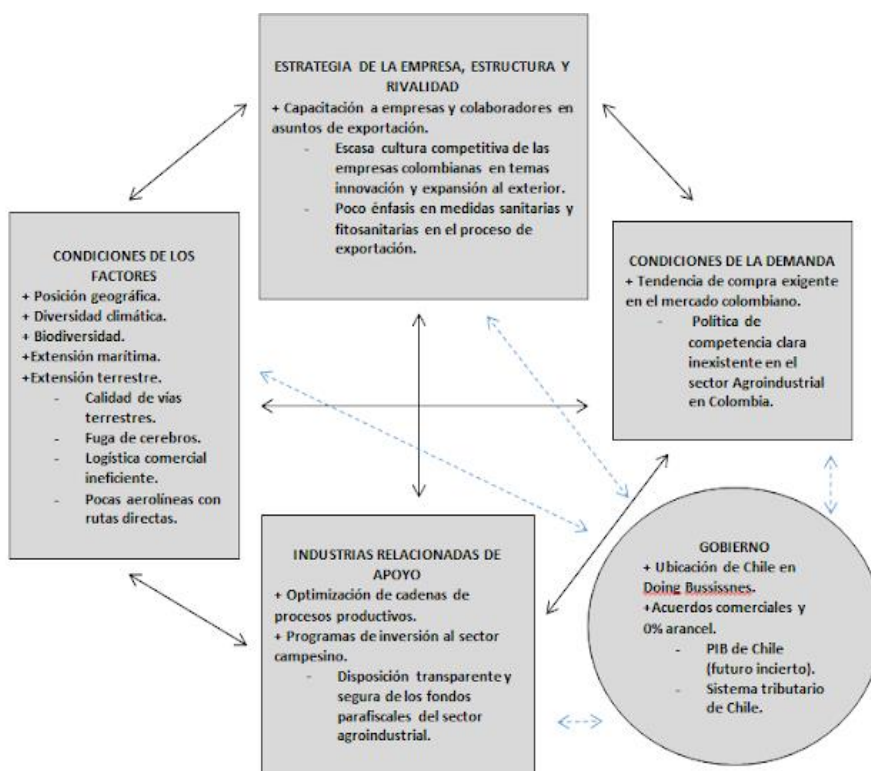 ESTRATEGIA DE LA EMPRESA, ESTRUCTURA Y
RIVALIDAD
+ Capacitación a empresas y colaboradores en
asuntos de exportación.
- Escasa cultura competitiva de las
empresas colombianas en temas
innovación y expansión al exterior.
- Poco énfasis en medidas sanitarias y
fitosanitarias en el proceso de
exportación.
CONDICIONES DE LOS
FACTORES
+ Posición geográfica.
+ Diversidad climática.
+ Biodiversidad.
+Extensión marítima.
+Extensión terrestre.
- Calidad de vías
terrestres.
- Fuga de cerebros.
- Logística comercial
ineficiente.
- Pocas aerolíneas con
rutas directas.
CONDICIONES DE LA DEMANDA
+ Tendencia de compra exigente
en el mercado colombiano.
- Política de
competencia clara
inexistente en el
sector Agroindustrial
en Colombia.
INDUSTRIAS RELACIONADAS DE
APOYO
+ Optimización de cadenas de
procesos productivos.
+ Programas de inversión al sector
campesino.
- Disposición transparente y
segura de los fondos
parafiscales del sector
agroindustrial.
GOBIERNO
+ Ubicación de Chile en
Doing Bussissnes.
+Acuerdos comerciales y
0% arancel.
- PIB de Chile
(futuro incierto).
- Sistema tributario
de Chile.